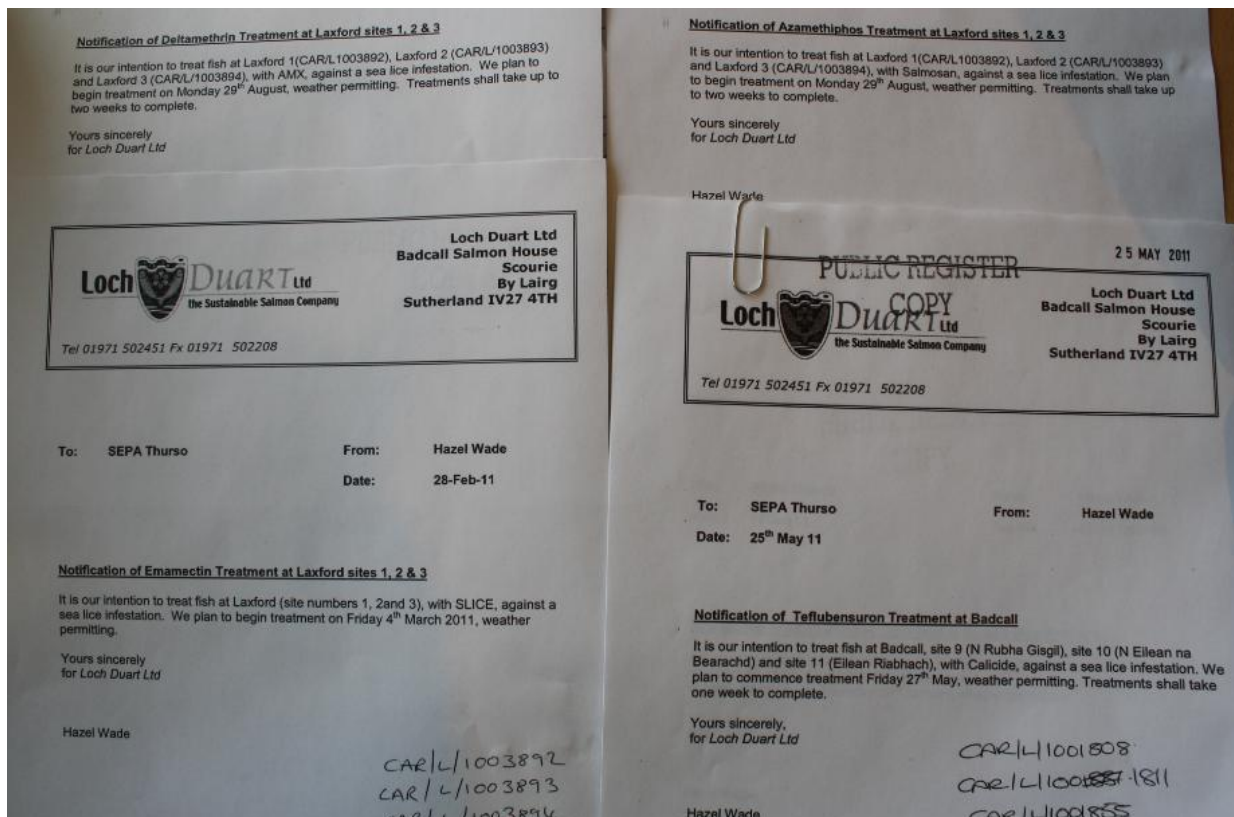 Notification of Deltamethrin Treatment at Laxford sites 1, 2 & 3
It is our intention to treat fish at Laxford 1(CAR/L1003892), Laxford 2 (CAR/L/1003893)
and Laxford 3 (CAR/L/1003894), with AMX, against a sea lice infestation. We plan to
begin treatment on Monday 29th August, weather permitting. Treatments shall take up to
two weeks to complete.
Yours sincerely
for Loch Duart Ltd
Notification of Azamethiphos Treatment at Laxford sites 1, 2 & 3
It is our intention to treat fish at Laxford 1(CAR/L1003892), Laxford 2 (CAR/L/1003893)
and Laxford 3 (CAR/L/1003894), with Salmosan, against a sea lice infestation. We plan
to begin treatment on Monday 29th August, weather permitting. Treatments shall take up
to two weeks to complete.
Yours sincerely
for Loch Duart Ltd
Hazel Wade
Loch Duart Ltd
the Sustainable Salmon Company
Loch Duart Ltd
Badcall Salmon House
Scourie
By Lairg
Sutherland IV27 4TH
Tel 01971 502451 Fx 01971 502208
To: SEPA Thurso From: Hazel Wade
Date: 28-Feb-11
Notification of Emamectin Treatment at Laxford sites 1, 2 & 3
It is our intention to treat fish at Laxford (site numbers 1, 2and 3), with SLICE, against a
sea lice infestation. We plan to begin treatment on Friday 4th March 2011, weather
permitting.
Yours sincerely
for Loch Duart Ltd
Hazel Wade
CAR/L/1003892
CAR/L/1003893
CAR/L/1003894
25 MAY 2011
PUBLIC REGISTER
COPY
Loch Duart Ltd
the Sustainable Salmon Company
Loch Duart Ltd
Badcall Salmon House
Scourie
By Lairg
Sutherland IV27 4TH
Tel 01971 502451 Fx 01971 502208
To: SEPA Thurso From: Hazel Wade
Date: 25th May 11
Notification of Teflubensuron Treatment at Badcall
It is our intention to treat fish at Badcall, site 9 (N Rubha Gisgil), site 10 (N Eilean na
Bearachd) and site 11 (Eilean Riabhach), with Calicide, against a sea lice infestation. We
plan to commence treatment Friday 27th May, weather permitting. Treatments shall take
one week to complete.
Yours sincerely,
for Loch Duart Ltd
Hazel Wade
CAR/L/1001808
CAR/L/100 1811
CAR/L/1001855